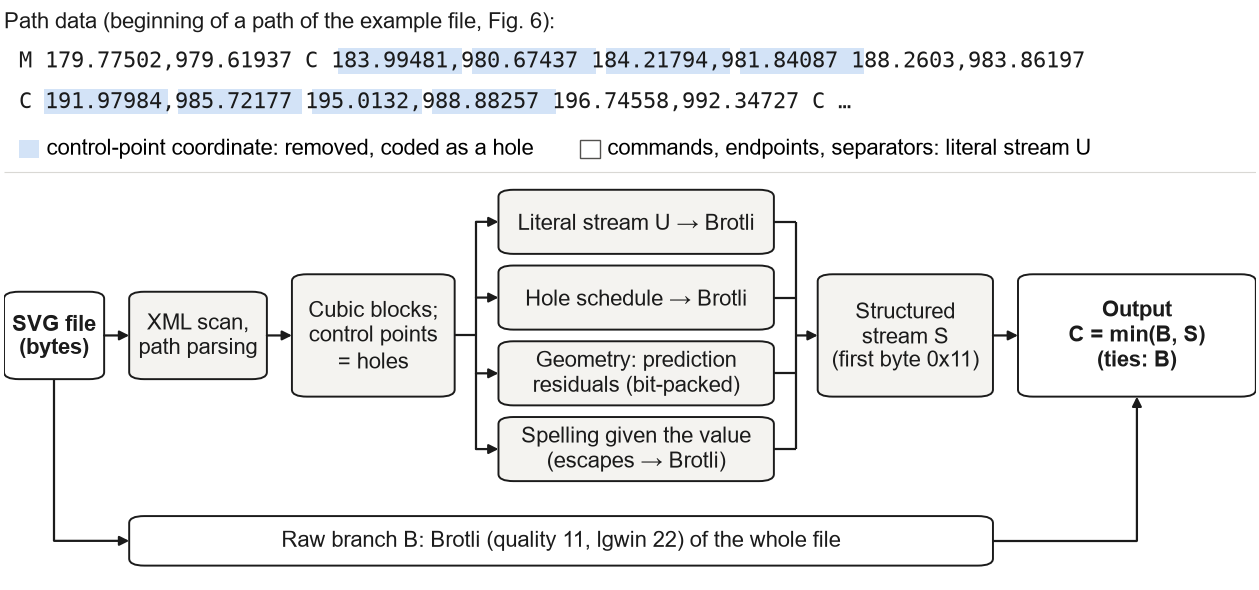 Path data (beginning of a path of the example file, Fig. 6):
M 179.77502,979.61937 C 183.99481,980.67437 184.21794,981.84087 188.2603,983.86197
C 191.97984,985.72177 195.0132,988.88257 196.74558,992.34727 C …
control-point coordinate: removed, coded as a hole
commands, endpoints, separators: literal stream U
SVG file
(bytes)
XML scan,
path parsing
Cubic blocks;
control points
= holes
Literal stream U → Brotli
Hole schedule → Brotli
Geometry: prediction
residuals (bit-packed)
Spelling given the value
(escapes → Brotli)
Structured
stream S
(first byte 0x11)
Output
C = min(B, S)
(ties: B)
Raw branch B: Brotli (quality 11, lgwin 22) of the whole file